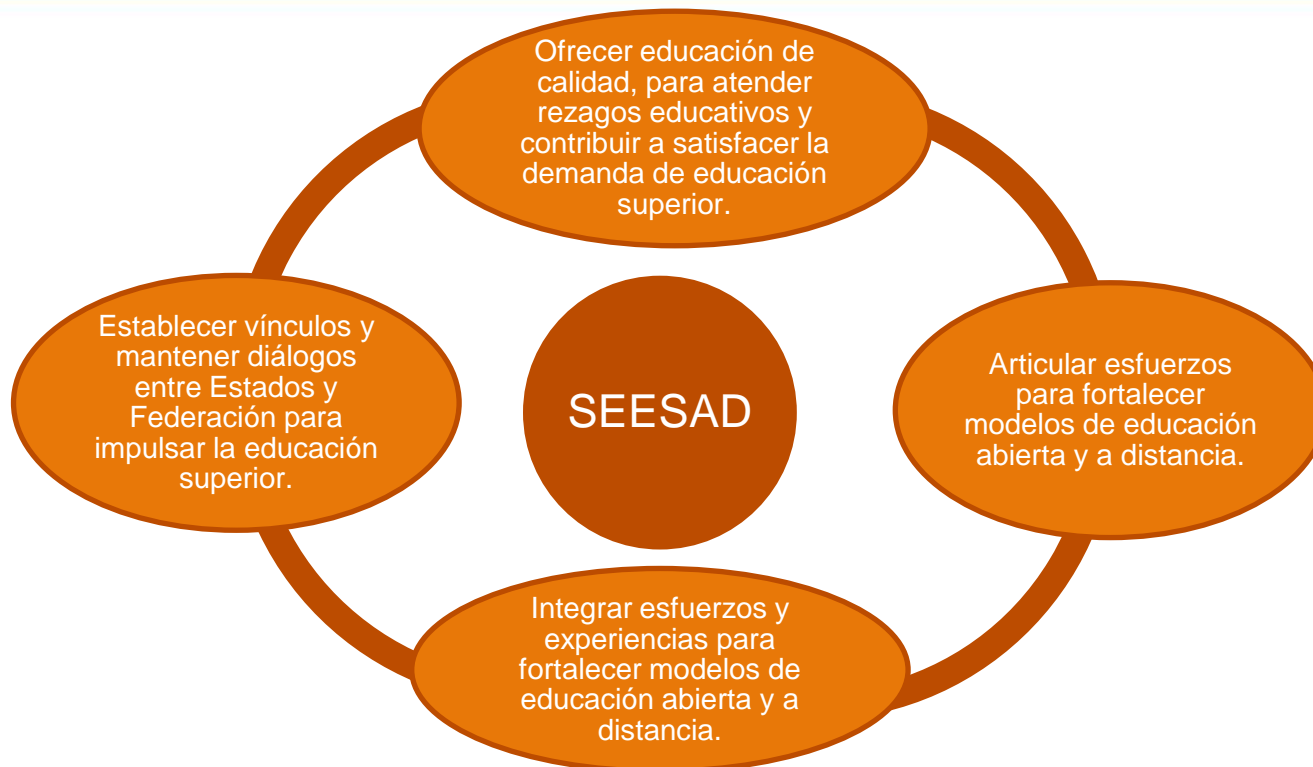 Ofrecer educación de
calidad, para atender
rezagos educativos y
contribuir a satisfacer la
demanda de educación
superior.
Establecer vínculos y
mantener diálogos
entre Estados y
Federación para
impulsar la educación
superior.
SEESAD
Articular esfuerzos
para fortalecer
modelos de educación
abierta y a distancia.
Integrar esfuerzos y
experiencias para
fortalecer modelos de
educación abierta y a
distancia.